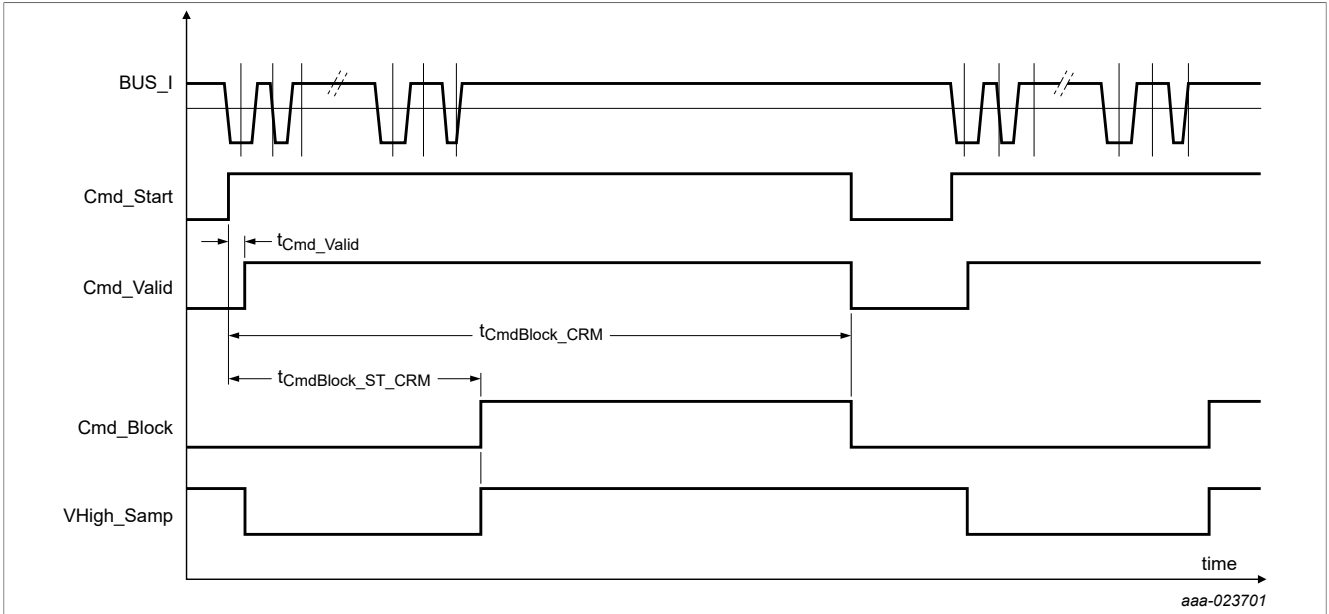 BUS_I
Cmd_Start
tCmd_Valid
Cmd_Valid
tCmdBlock_CRM
tCmdBlock_ST_CRM
Cmd_Block
VHigh_Samp
time
aaa-023701